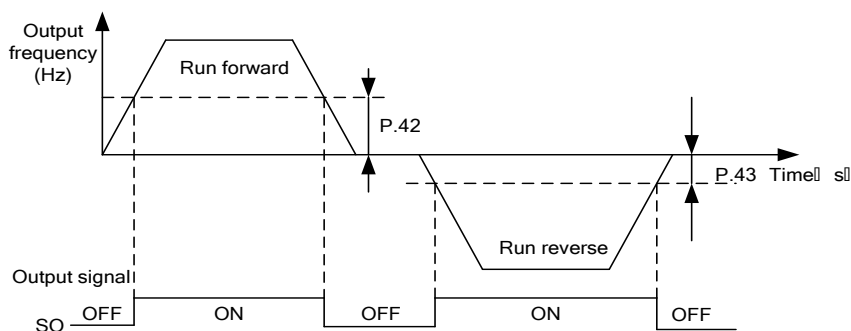 Output
frequency
(Hz)
Run forward
P.42
P.43 Time▯ s▯
Run reverse
Output signal
SO OFF ON OFF ON OFF